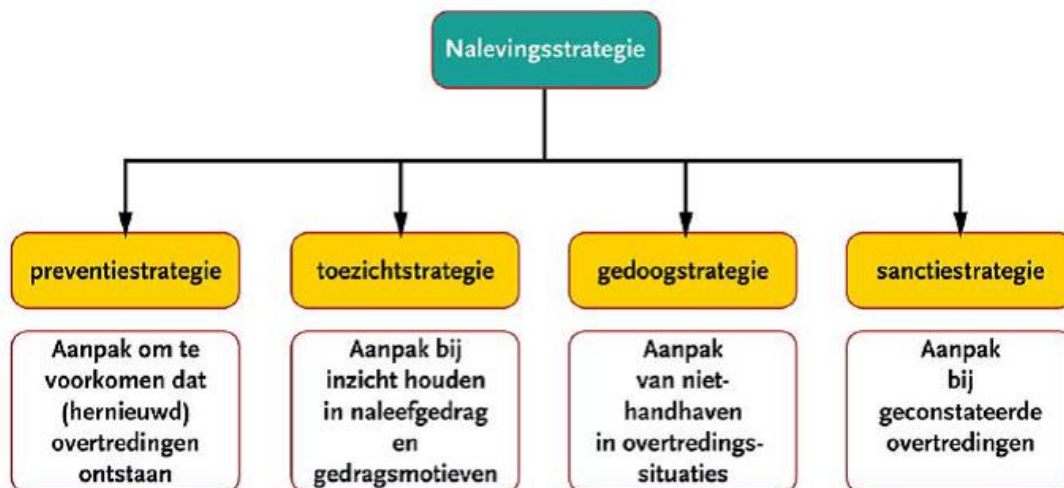 Nalevingsstrategie
preventiestrategie
toezichtstrategie
gedoogstrategie
sanctiestrategie
Aanpak om te
voorkomen dat
(hernieuwd)
overtredingen
ontstaan
Aanpak bij
inzicht houden
in naleefgedrag
en
gedragsmotieven
Aanpak
van niet-
handhaven
in overtredings-
situaties
Aanpak
bij
geconstateerde
overtredingen